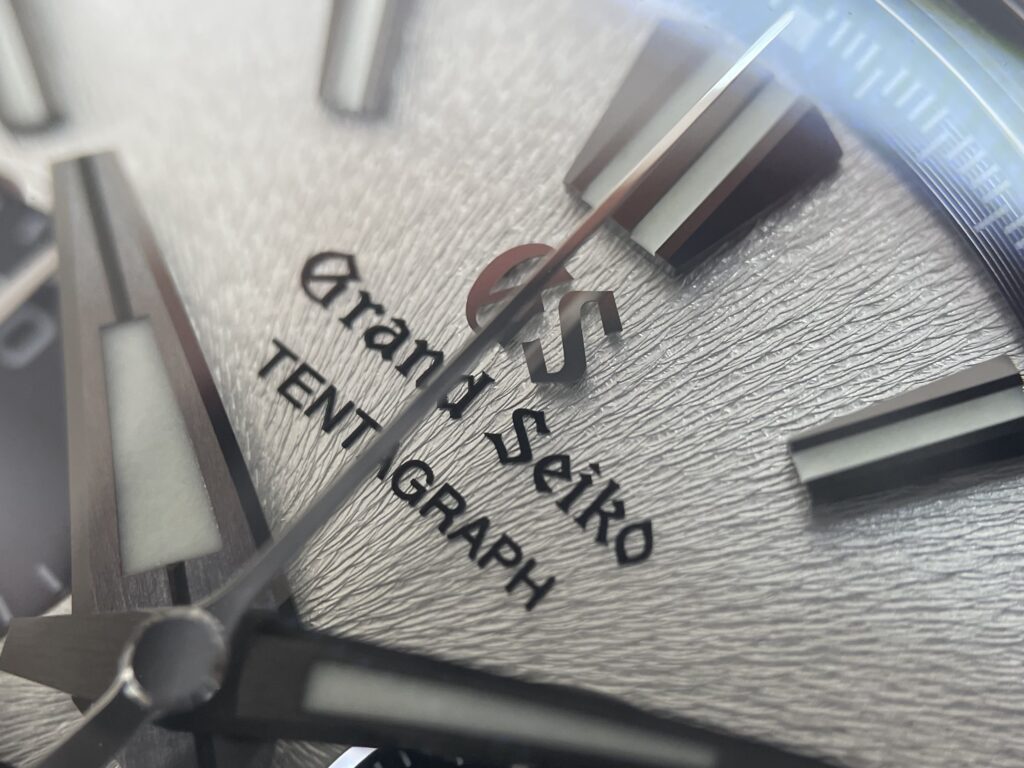 GS
Grand Seiko
TENTAGRAPH